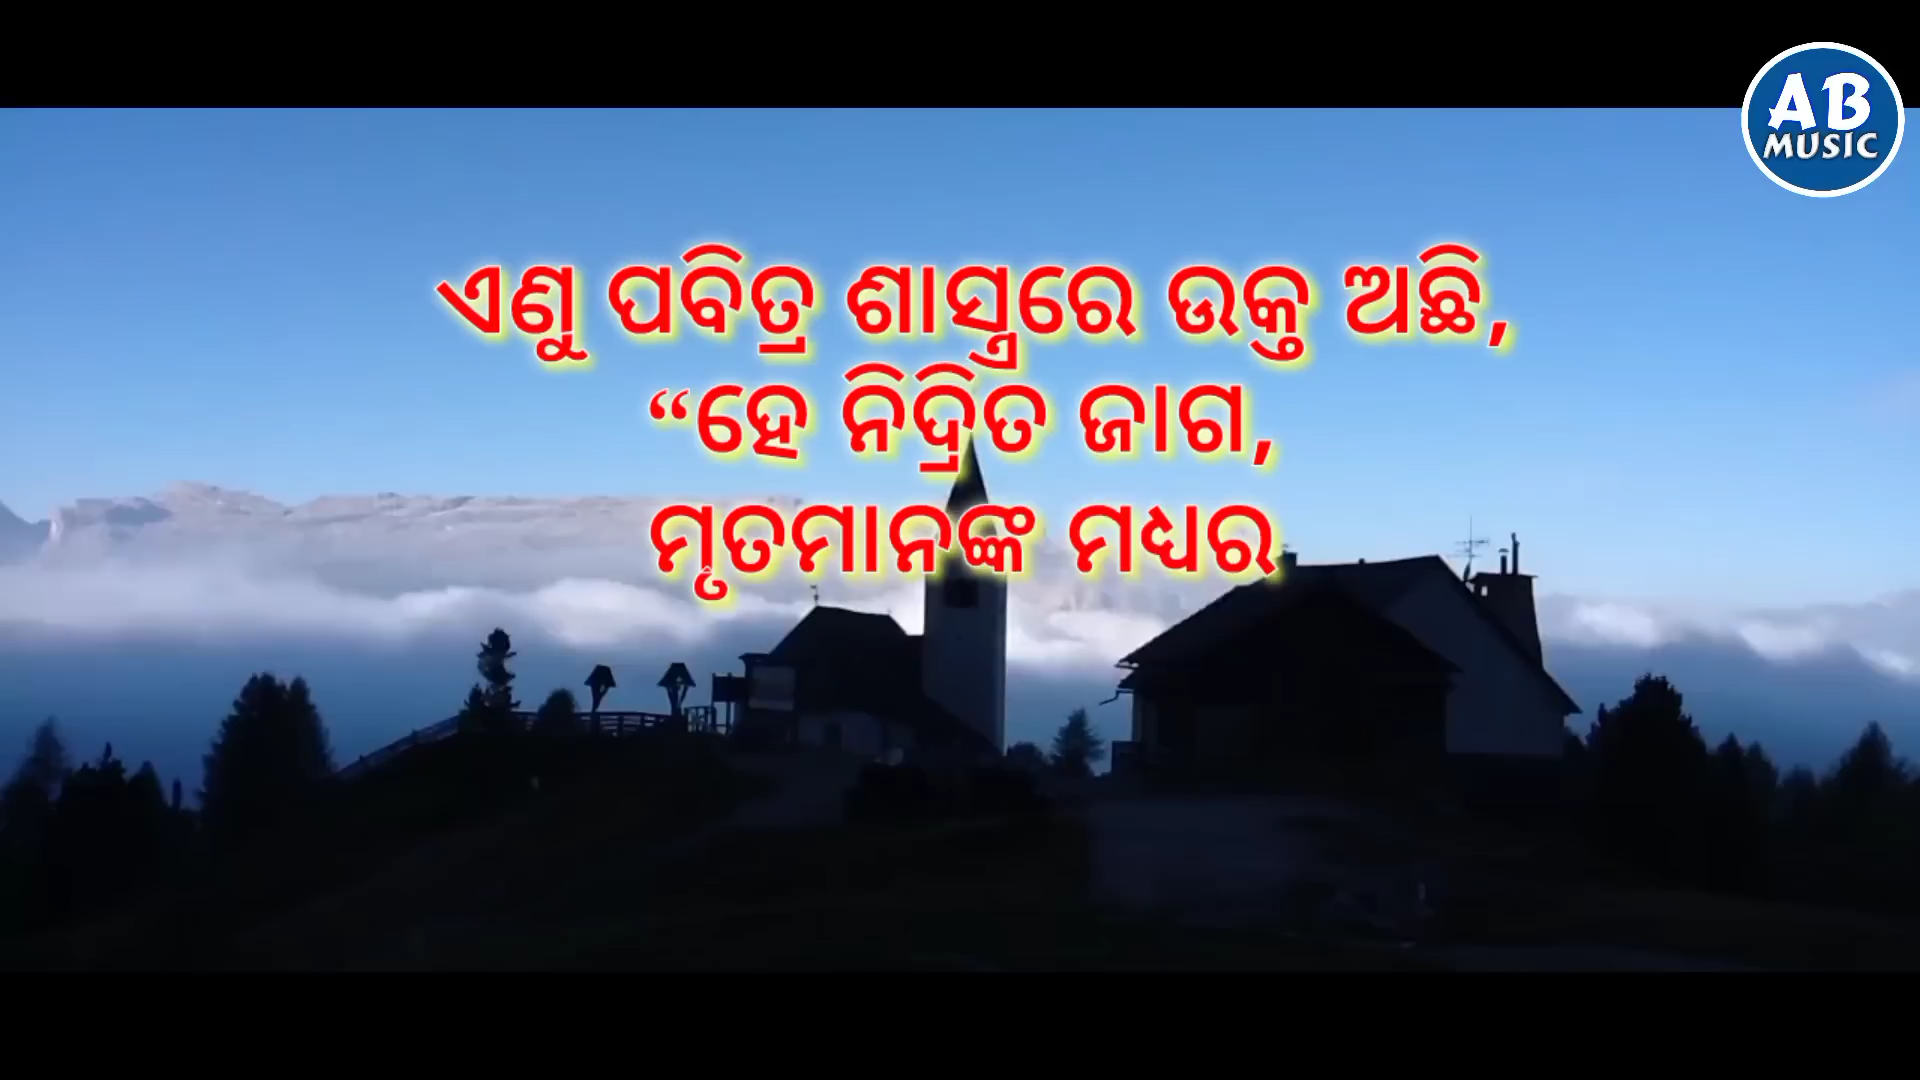 AB
MUSIC
ଏଣୁ ପବିତ୍ର ଶାସ୍ତ୍ରରେ ଉକ୍ତ ଅଛି,
“ହେ ନିଦ୍ରିତ ଜାଗ,
ମୃତମାନଙ୍କ ମଧ୍ୟର